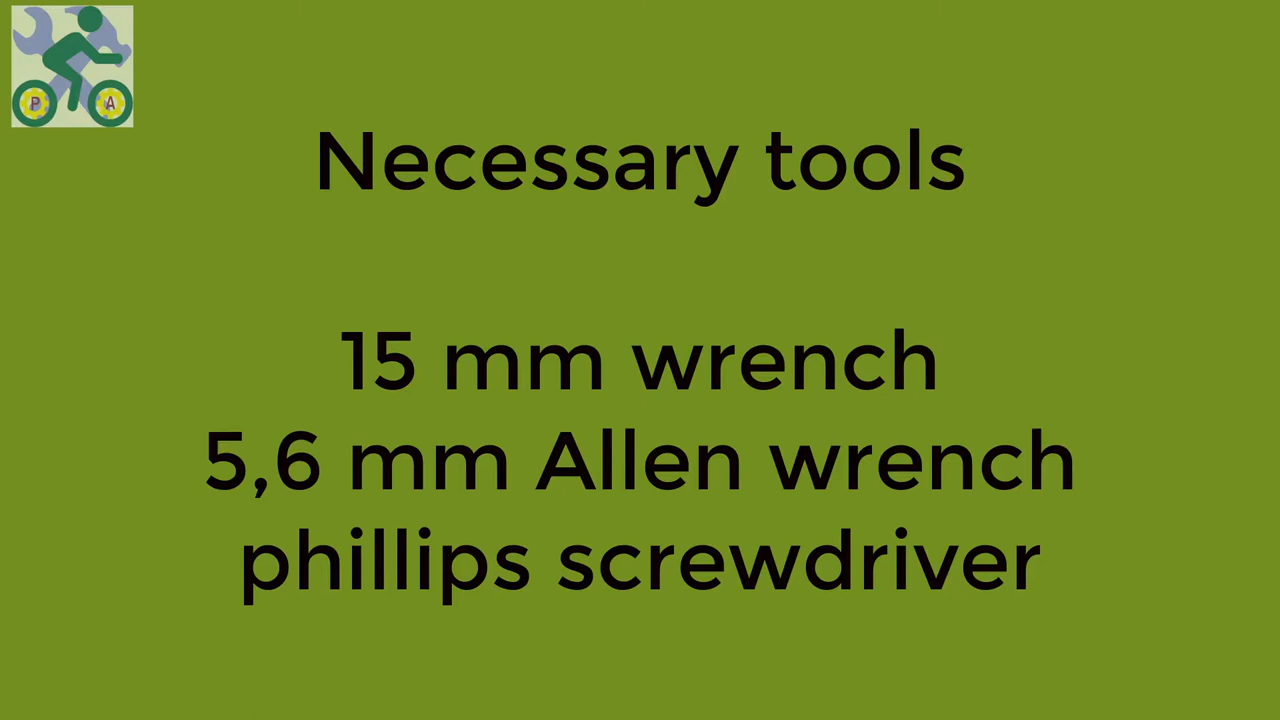 P A
Necessary tools
15 mm wrench
5,6 mm Allen wrench
phillips screwdriver